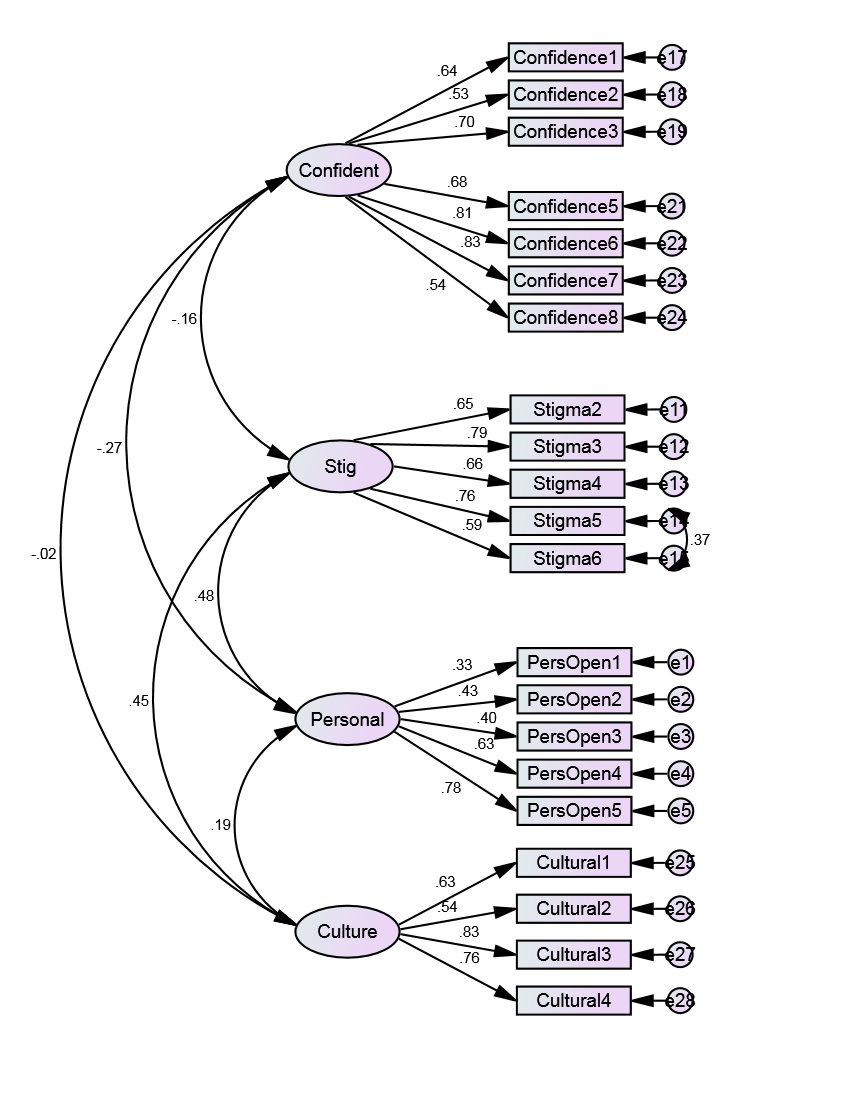 Confidence1
e17
.64
Confidence2
e18
.53
Confidence3
e19
.70
Confident
Confidence5
e21
.68
Confidence6
e22
.81
Confidence7
e23
.83
Confidence8
e24
.54
-.16
Stigma2
e11
.65
Stigma3
e12
.79
Stig
Stigma4
e13
.66
Stigma5
e14
.76
Stigma6
e15
.59
.37
-.27
-.02
.48
.45
PersOpen1
e1
.33
PersOpen2
e2
.43
Personal
PersOpen3
e3
.40
PersOpen4
e4
.63
PersOpen5
e5
.78
.19
Cultural1
e25
.63
Cultural2
e26
.54
Culture
Cultural3
e27
.83
Cultural4
e28
.76